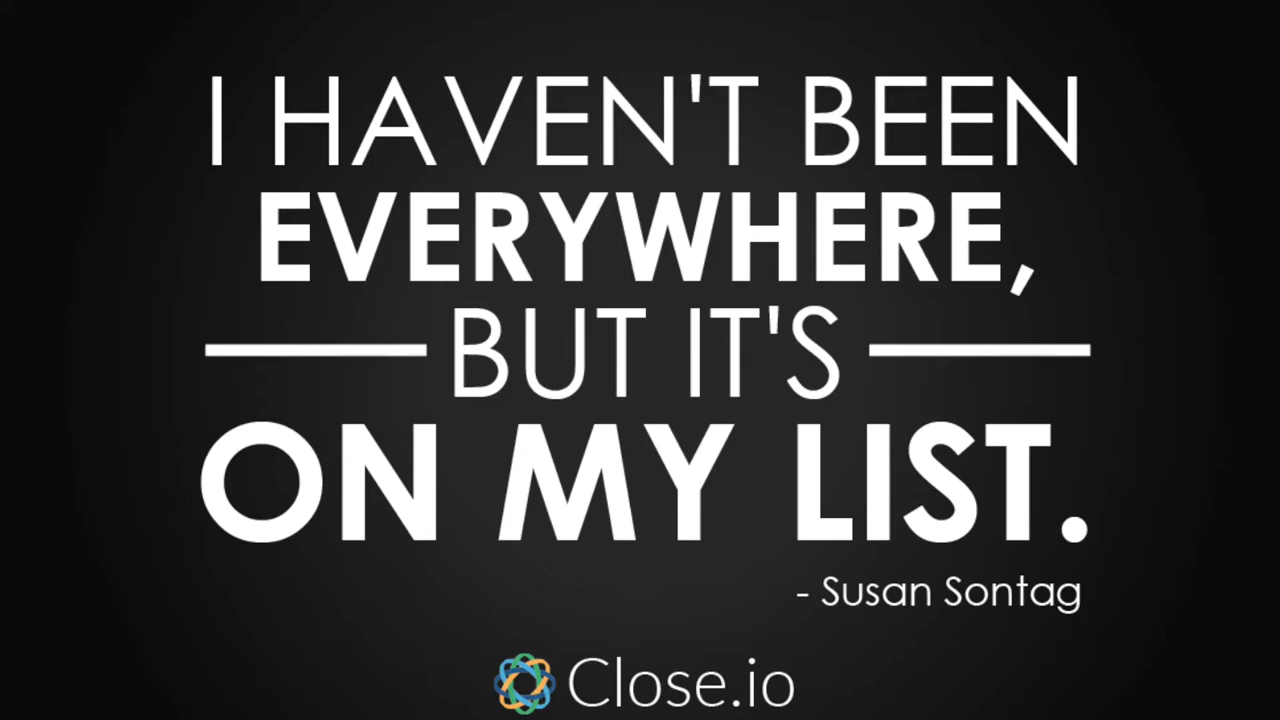 I HAVEN'T BEEN
EVERYWHERE,
BUT IT'S
ON MY LIST.
- Susan Sontag
Close.io